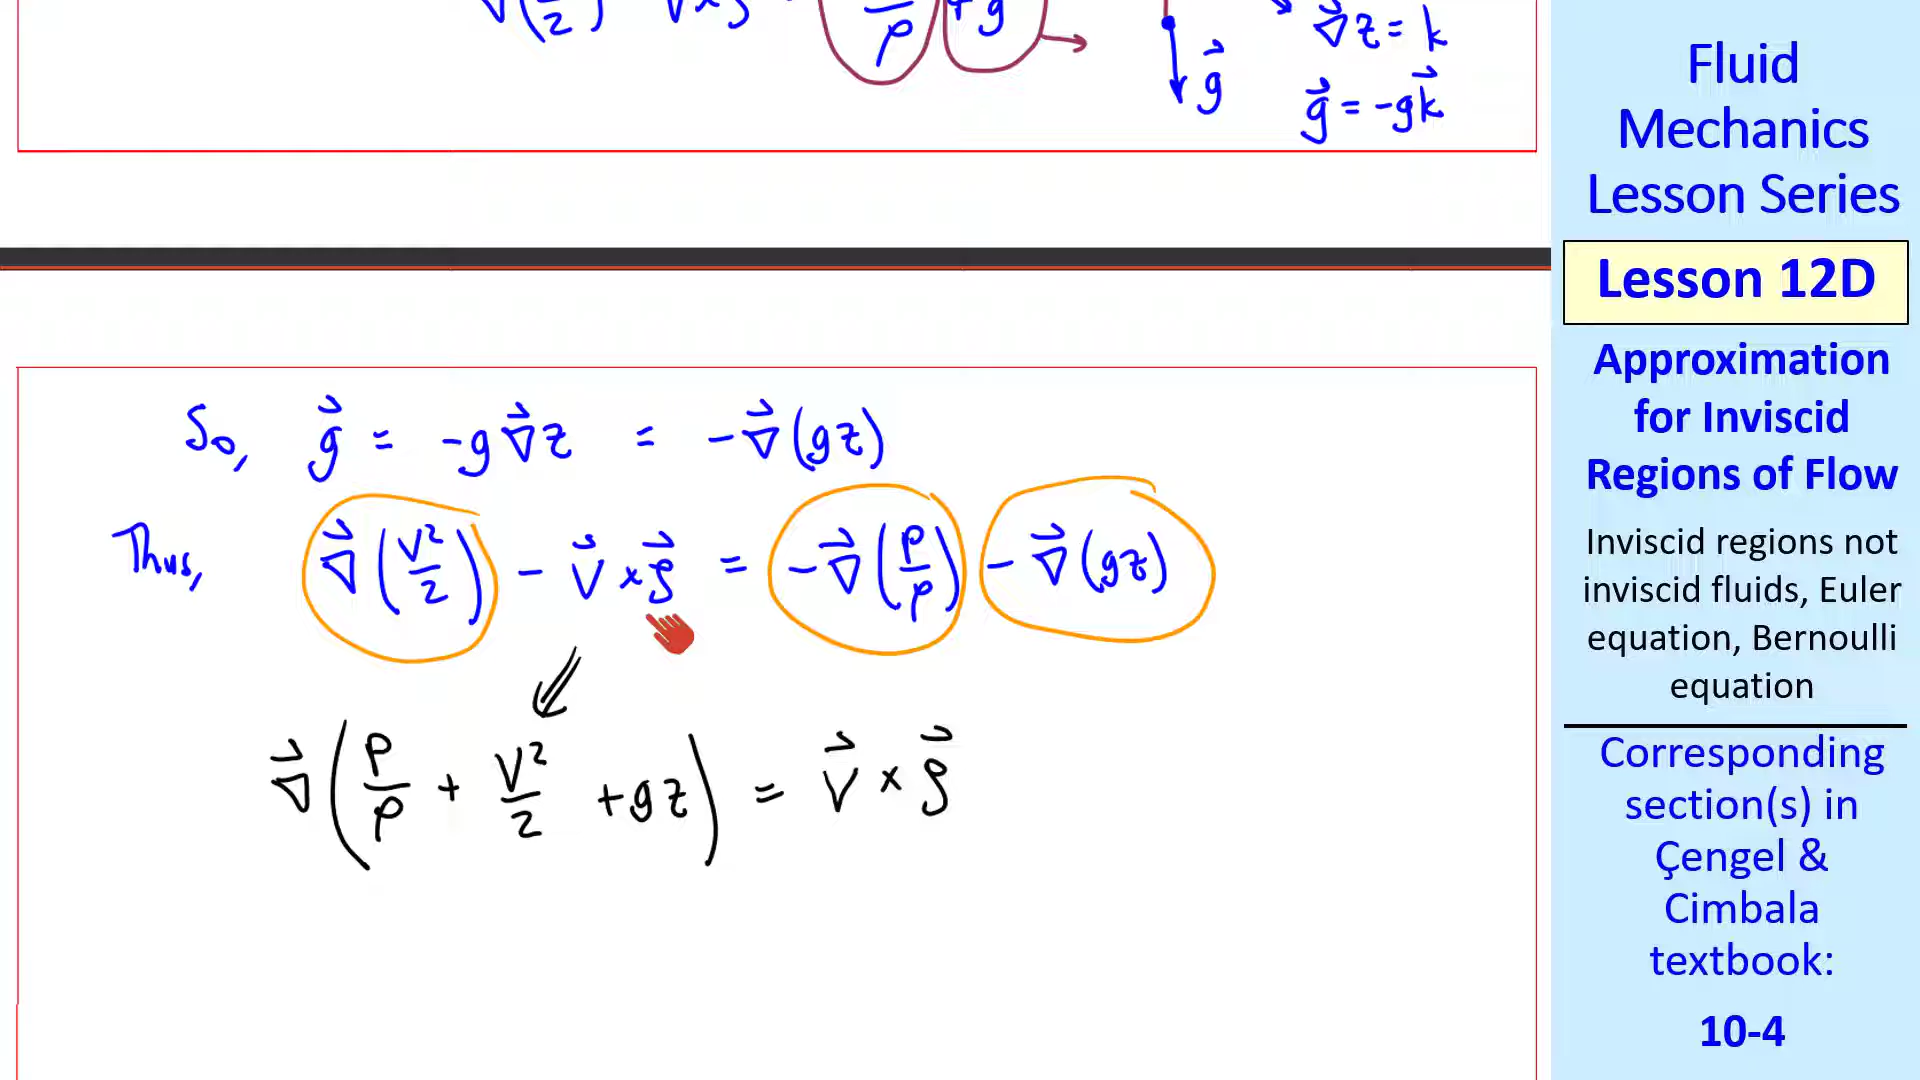 ∇⃗(V²/2) V⃗×ζ⃗ P/ρ + g⃗
∇⃗z = k⃗
g⃗
g⃗ = -gk⃗
So, g⃗ = -g∇⃗z = -∇⃗(gz)
Thus, ∇⃗(V²/2) - V⃗×ζ⃗ = -∇⃗(P/ρ) - ∇⃗(gz)
∇⃗(P/ρ + V²/2 + gz) = V⃗×ζ⃗
Fluid
Mechanics
Lesson Series
Lesson 12D
Approximation
for Inviscid
Regions of Flow
Inviscid regions not
inviscid fluids, Euler
equation, Bernoulli
equation
Corresponding
section(s) in
Çengel &
Cimbala
textbook:
10-4